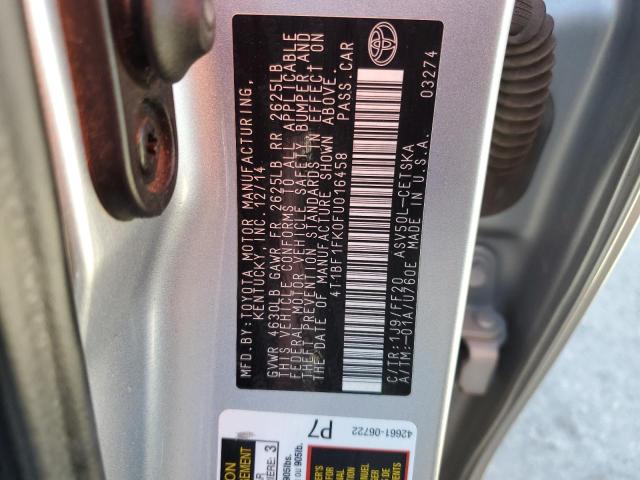 MFD.BY:TOYOTA MOTOR MANUFACTURING,
KENTUCKY, INC. 12/14
GVWR 4630LB GAWR FR 2625LB RR 2625LB
THIS VEHICLE CONFORMS TO ALL APPLICABLE
FEDERAL MOTOR VEHICLE SAFETY, BUMPER, AND
THEFT PREVENTION STANDARDS IN EFFECT ON
THE DATE OF MANUFACTURE SHOWN ABOVE.
4T1BF1FK0FU016458 PASS.CAR
C/TR:1J9/FF20 ASV50L-CETSKA
A/TM:-01A/U760E MADE IN U.S.A. 03274
42661-06722
P7